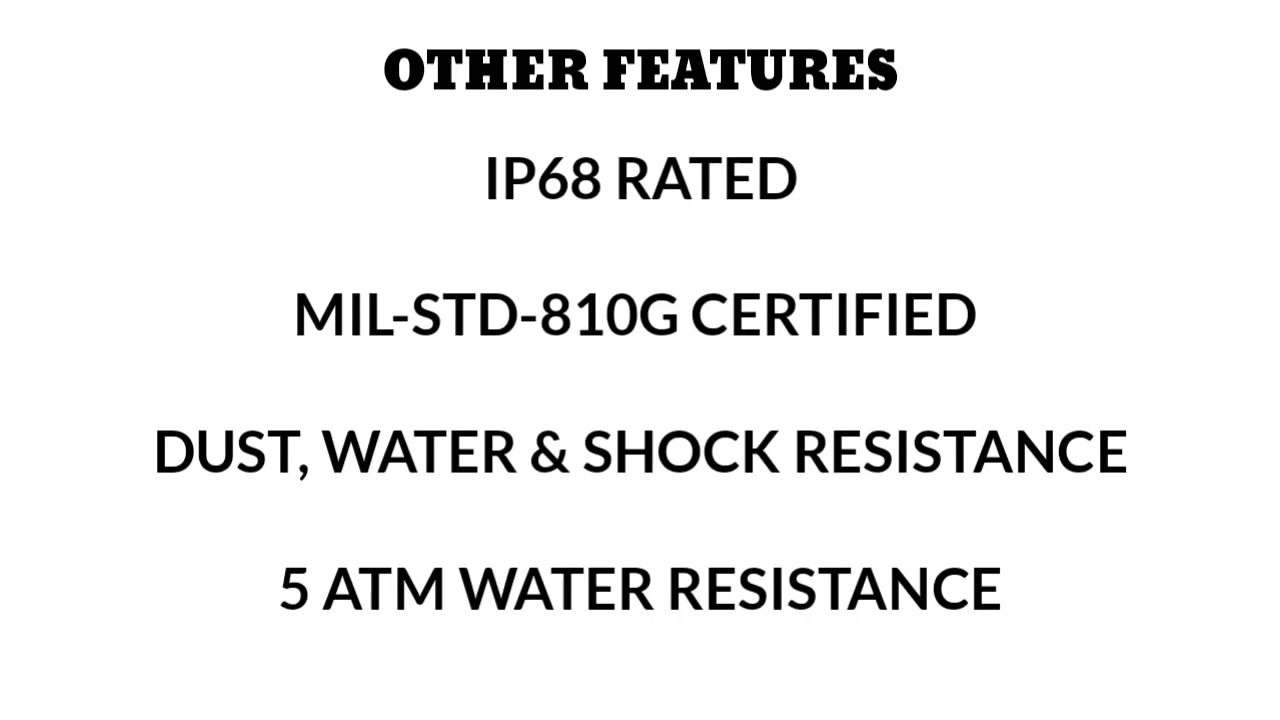 OTHER FEATURES
IP68 RATED
MIL-STD-810G CERTIFIED
DUST, WATER & SHOCK RESISTANCE
5 ATM WATER RESISTANCE